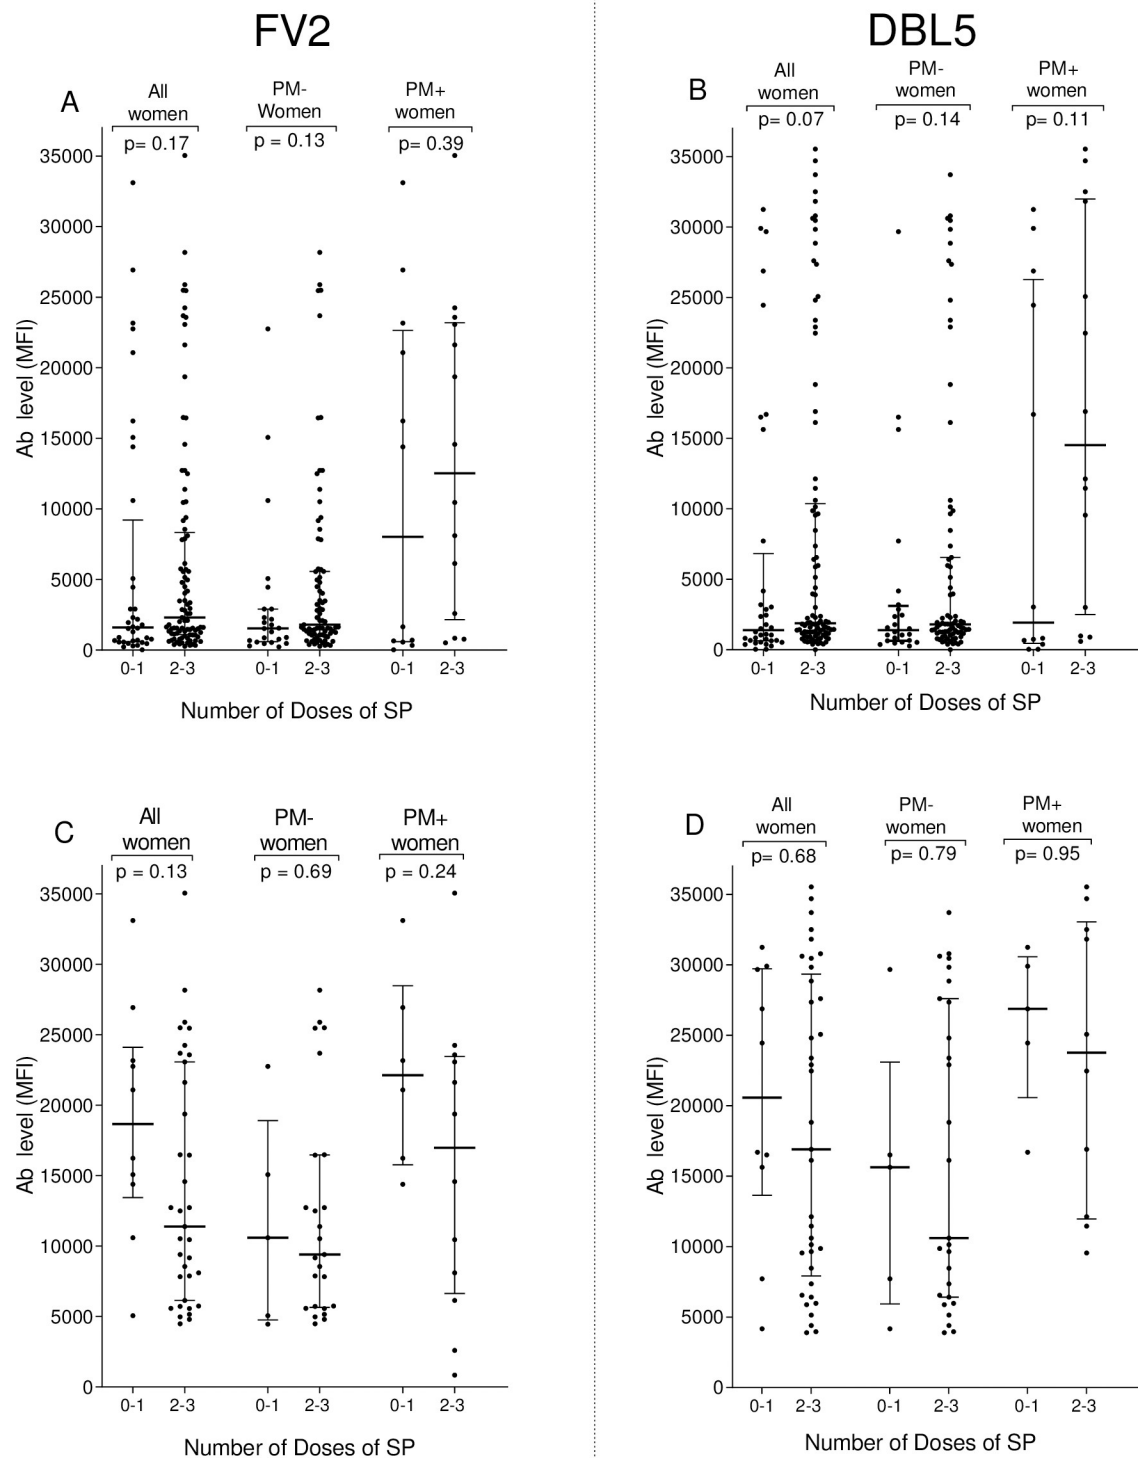 FV2
DBL5
A
All
women
PM-
Women
PM+
women
p= 0.17
p = 0.13
p= 0.39
35000
30000
25000
20000
15000
10000
5000
0
Ab level (MFI)
0-1
2-3
0-1
2-3
0-1
2-3
Number of Doses of SP
B
All
women
PM-
women
PM+
women
p= 0.07
p= 0.14
p= 0.11
35000
30000
25000
20000
15000
10000
5000
0
Ab level (MFI)
0-1
2-3
0-1
2-3
0-1
2-3
Number of Doses of SP
C
All
women
PM-
women
PM+
women
p = 0.13
p = 0.69
p = 0.24
35000
30000
25000
20000
15000
10000
5000
0
Ab level (MFI)
0-1
2-3
0-1
2-3
0-1
2-3
Number of Doses of SP
D
All
women
PM-
women
PM+
women
p= 0.68
p= 0.79
p= 0.95
35000
30000
25000
20000
15000
10000
5000
0
Ab level (MFI)
0-1
2-3
0-1
2-3
0-1
2-3
Number of Doses of SP